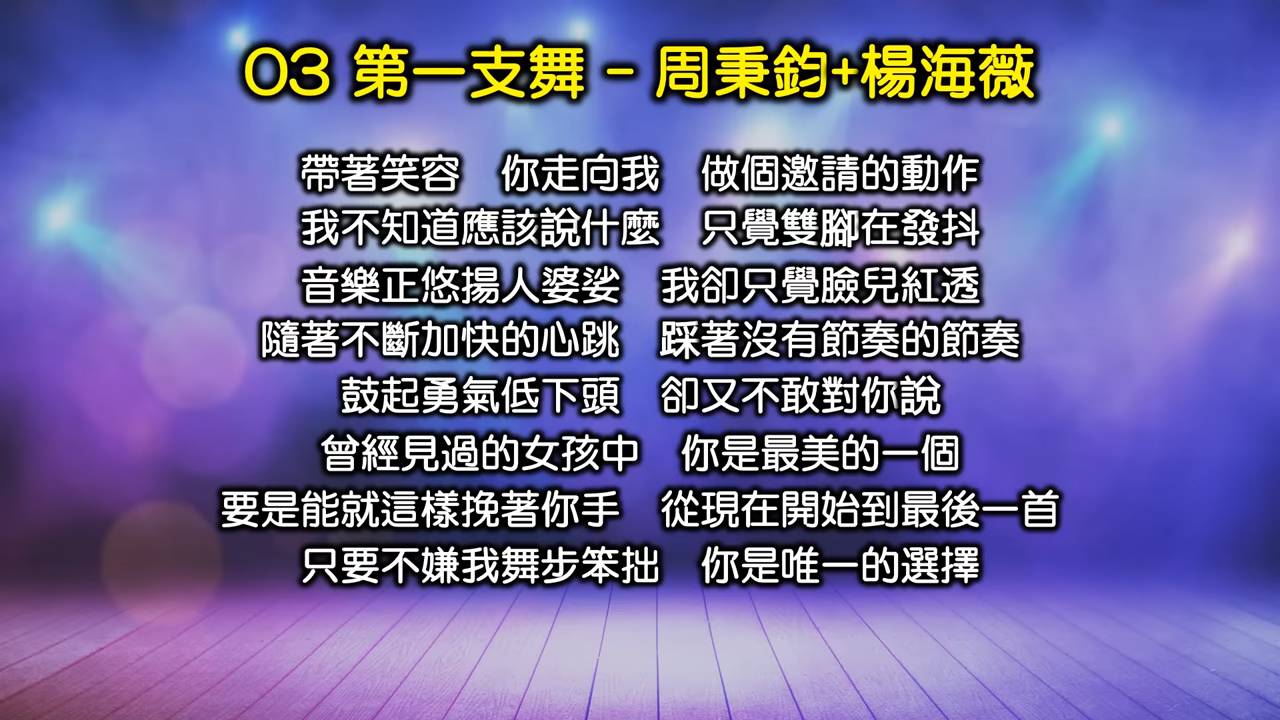 03 第一支舞 - 周秉鈞+楊海薇
帶著笑容　你走向我　做個邀請的動作
我不知道應該說什麼　只覺雙腳在發抖
音樂正悠揚人婆娑　我卻只覺臉兒紅透
隨著不斷加快的心跳　踩著沒有節奏的節奏
鼓起勇氣低下頭　卻又不敢對你說
曾經見過的女孩中　你是最美的一個
要是能就這樣挽著你手　從現在開始到最後一首
只要不嫌我舞步笨拙　你是唯一的選擇